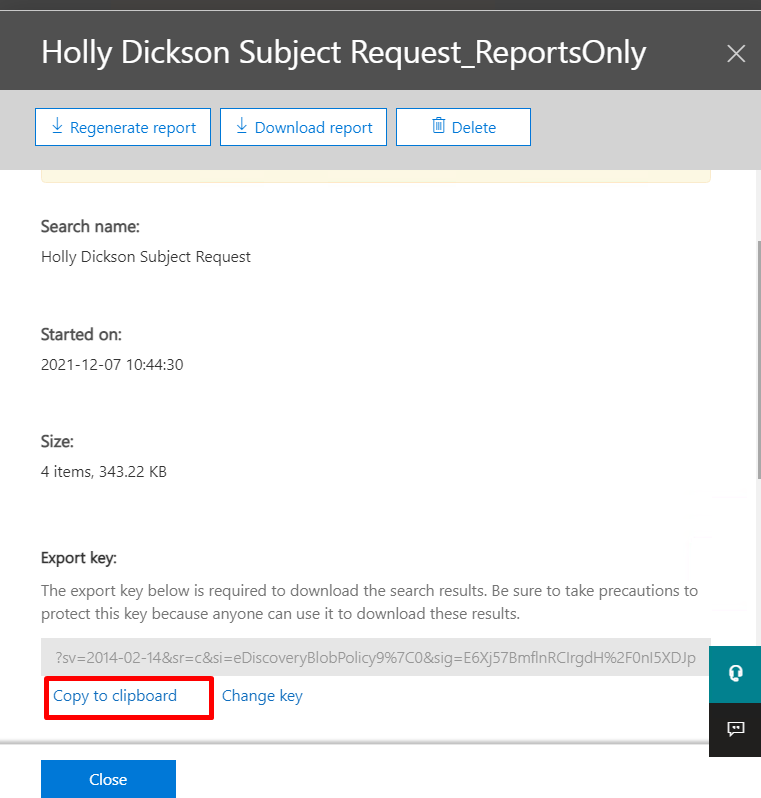 Holly Dickson Subject Request_ReportsOnly
Regenerate report
Download report
Delete
Search name:
Holly Dickson Subject Request
Started on:
2021-12-07 10:44:30
Size:
4 items, 343.22 KB
Export key:
The export key below is required to download the search results. Be sure to take precautions to
protect this key because anyone can use it to download these results.
?sv=2014-02-14&sr=c&si=eDiscoveryBlobPolicy9%7C0&sig=E6Xj57BmflnRCIrgdH%2F0nI5XDJp
Copy to clipboard
Change key
Close